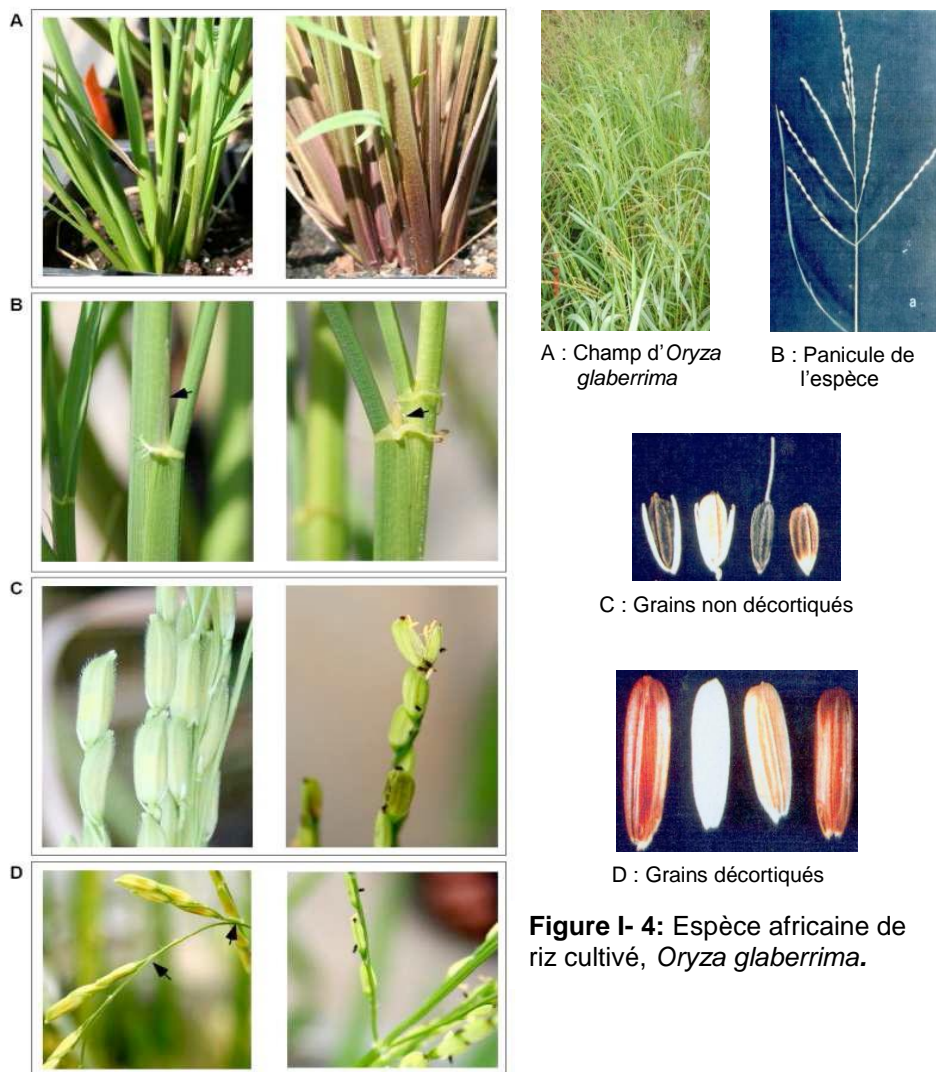 A
B
C
D
a
A : Champ d'Oryza
glaberrima
B : Panicule de
l'espèce
C : Grains non décortiqués
D : Grains décortiqués
Figure I- 4: Espèce africaine de
riz cultivé, Oryza glaberrima.